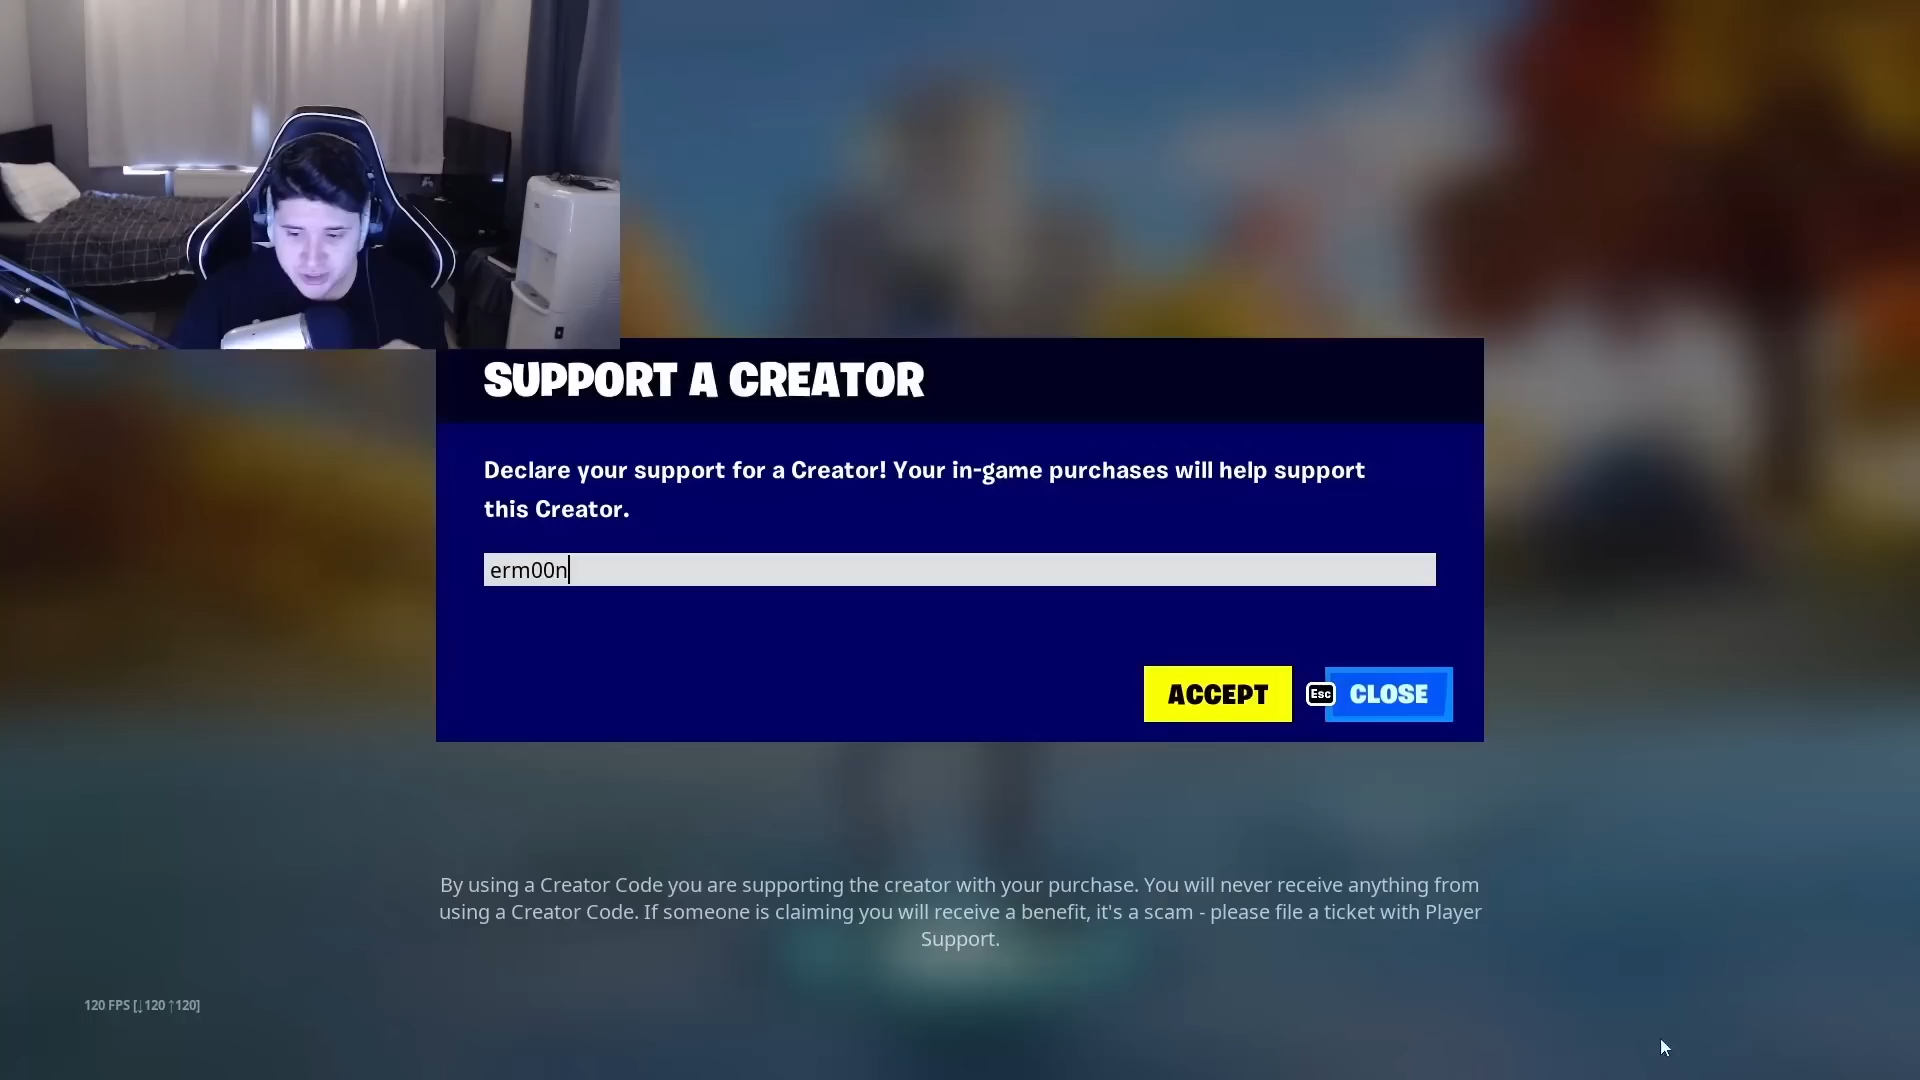 SUPPORT A CREATOR
Declare your support for a Creator! Your in-game purchases will help support
this Creator.
erm00n
ACCEPT
Esc
CLOSE
By using a Creator Code you are supporting the creator with your purchase. You will never receive anything from
using a Creator Code. If someone is claiming you will receive a benefit, it's a scam - please file a ticket with Player
Support.
120 FPS [↓120 ↑120]